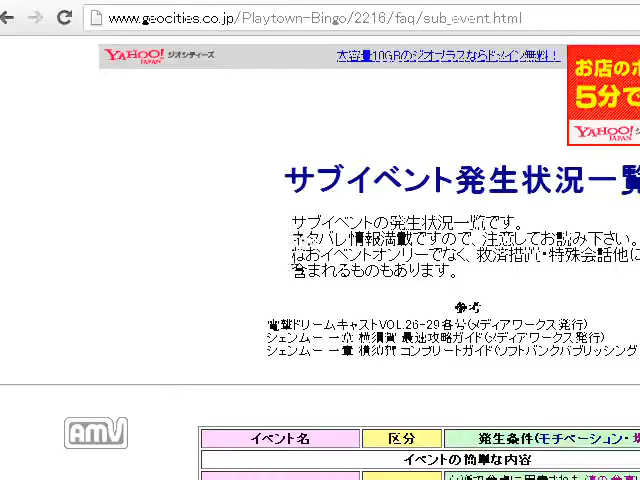 www.geocities.co.jp/Playtown-Bingo/2216/faq/sub_event.html
YAHOO! JAPAN ジオシティーズ
大容量10GBのジオプラスならドメイン無料!
お店のホ
5分で
YAHOO! JAPAN
サブイベント発生状況一覧
サブイベントの発生状況一覧です。
ネタバレ情報満載ですので、注意してお読み下さい。
なおイベントオンリーでなく、救済措置・特殊会話他に
含まれるものもあります。
参考
電撃ドリームキャストVOL.26-29各号(メディアワークス発行)
シェンムー 一章 横須賀 最速攻略ガイド(メディアワークス発行)
シェンムー 一章 横須賀 コンプリートガイド(ソフトバンクパブリッシング
AMV
イベント名
区分
発生条件(モチベーション・
イベントの簡単な内容